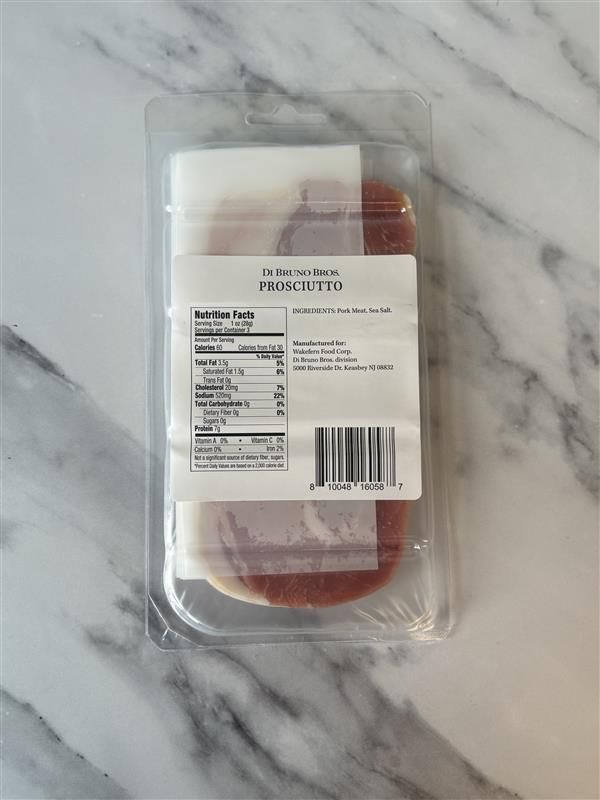 DI BRUNO BROS.
PROSCIUTTO
Nutrition Facts
Serving Size 1 oz (28g)
Servings per Container 3
Amount Per Serving
Calories 60 Calories from Fat 30
% Daily Value*
Total Fat 3.5g 5%
Saturated Fat 1.5g 6%
Trans Fat 0g
Cholesterol 20mg 7%
Sodium 520mg 22%
Total Carbohydrate 0g 0%
Dietary Fiber 0g 0%
Sugars 0g
Protein 7g
Vitamin A 0% • Vitamin C 0%
Calcium 0% • Iron 2%
Not a significant source of dietary fiber, sugars
*Percent Daily Values are based on a 2,000 calorie diet
INGREDIENTS: Pork Meat, Sea Salt.
Manufactured for:
Wakefern Food Corp.
Di Bruno Bros. division
5000 Riverside Dr. Keasbey NJ 08832
8 10048 16058 7